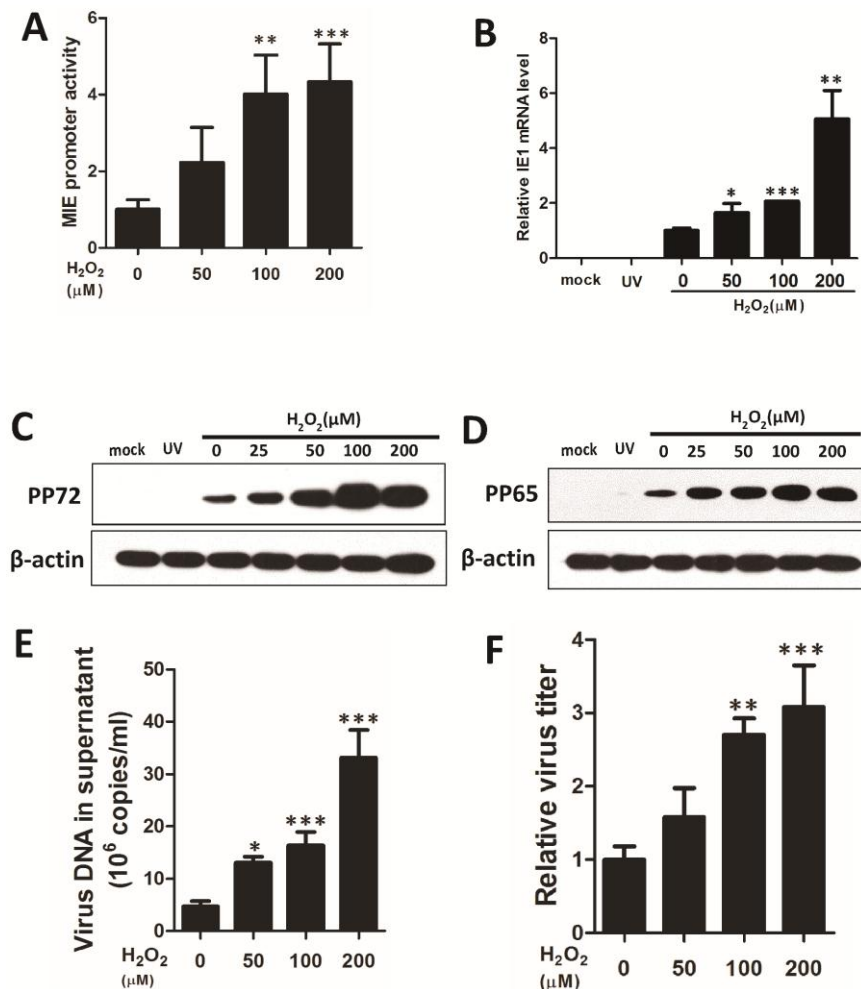 A
MIE promoter activity
6
4
2
0
**
***
H₂O₂
(μM)
0 50 100 200
B
Relative IE1 mRNA level
8
6
4
2
0
*
***
**
mock UV 0 50 100 200
H₂O₂(μM)
C
H₂O₂(μM)
mock UV 0 25 50 100 200
PP72
β-actin
D
H₂O₂(μM)
mock UV 0 25 50 100 200
PP65
β-actin
E
Virus DNA in supernatant
(10⁶ copies/ml)
50
40
30
20
10
0
*
***
***
H₂O₂
(μM)
0 50 100 200
F
Relative virus titer
4
3
2
1
0
**
***
H₂O₂
(μM)
0 50 100 200